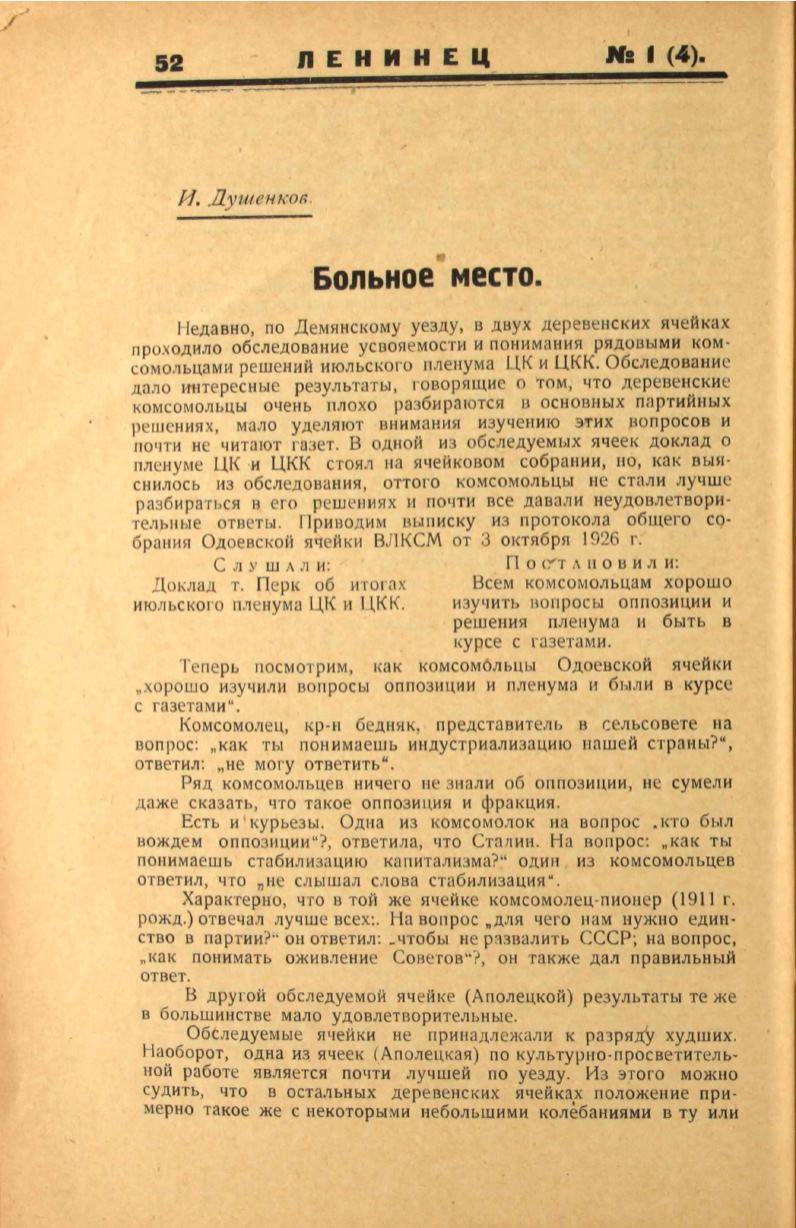 52 ЛЕНИНЕЦ № 1 (4).
И. Душенков.
Больное место.
Недавно, по Демянскому уезду, в двух деревенских ячейках
проходило обследование усвояемости и понимания рядовыми ком-
сомольцами решений июльского пленума ЦК и ЦКК. Обследование
дало интересные результаты, говорящие о том, что деревенские
комсомольцы очень плохо разбираются в основных партийных
решениях, мало уделяют внимания изучению этих вопросов и
почти не читают газет. В одной из обследуемых ячеек доклад о
пленуме ЦК и ЦКК стоял на ячейковом собрании, но, как выя-
снилось из обследования, оттого комсомольцы не стали лучше
разбираться в его решениях и почти все давали неудовлетвори-
тельные ответы. Приводим выписку из протокола общего со-
брания Одоевской ячейки ВЛКСМ от 3 октября 1926 г.
Слушали:
Доклад т. Перк об итогах
июльского пленума ЦК и ЦКК.
Постановили:
Всем комсомольцам хорошо
изучить вопросы оппозиции и
решения пленума и быть в
курсе с газетами.
Теперь посмотрим, как комсомольцы Одоевской ячейки
„хорошо изучили вопросы оппозиции и пленума и были в курсе
с газетами“.
Комсомолец, кр-н бедняк, представитель в сельсовете на
вопрос: „как ты понимаешь индустриализацию нашей страны?“,
ответил: „не могу ответить“.
Ряд комсомольцев ничего не знали об оппозиции, не сумели
даже сказать, что такое оппозиция и фракция.
Есть и курьезы. Одна из комсомолок на вопрос „кто был
вождем оппозиции“?, ответила, что Сталин. На вопрос: „как ты
понимаешь стабилизацию капитализма?“ один из комсомольцев
ответил, что „не слышал слова стабилизация“.
Характерно, что в той же ячейке комсомолец-пионер (1911 г.
рожд.) отвечал лучше всех:. На вопрос „для чего нам нужно един-
ство в партии?“ он ответил: „чтобы не развалить СССР; на вопрос,
„как понимать оживление Советов“?, он также дал правильный
ответ.
В другой обследуемой ячейке (Аполецкой) результаты те же
в большинстве мало удовлетворительные.
Обследуемые ячейки не принадлежали к разряду худших.
Наоборот, одна из ячеек (Аполецкая) по культурно-просветитель-
ной работе является почти лучшей по уезду. Из этого можно
судить, что в остальных деревенских ячейках положение при-
мерно такое же с некоторыми небольшими колебаниями в ту или